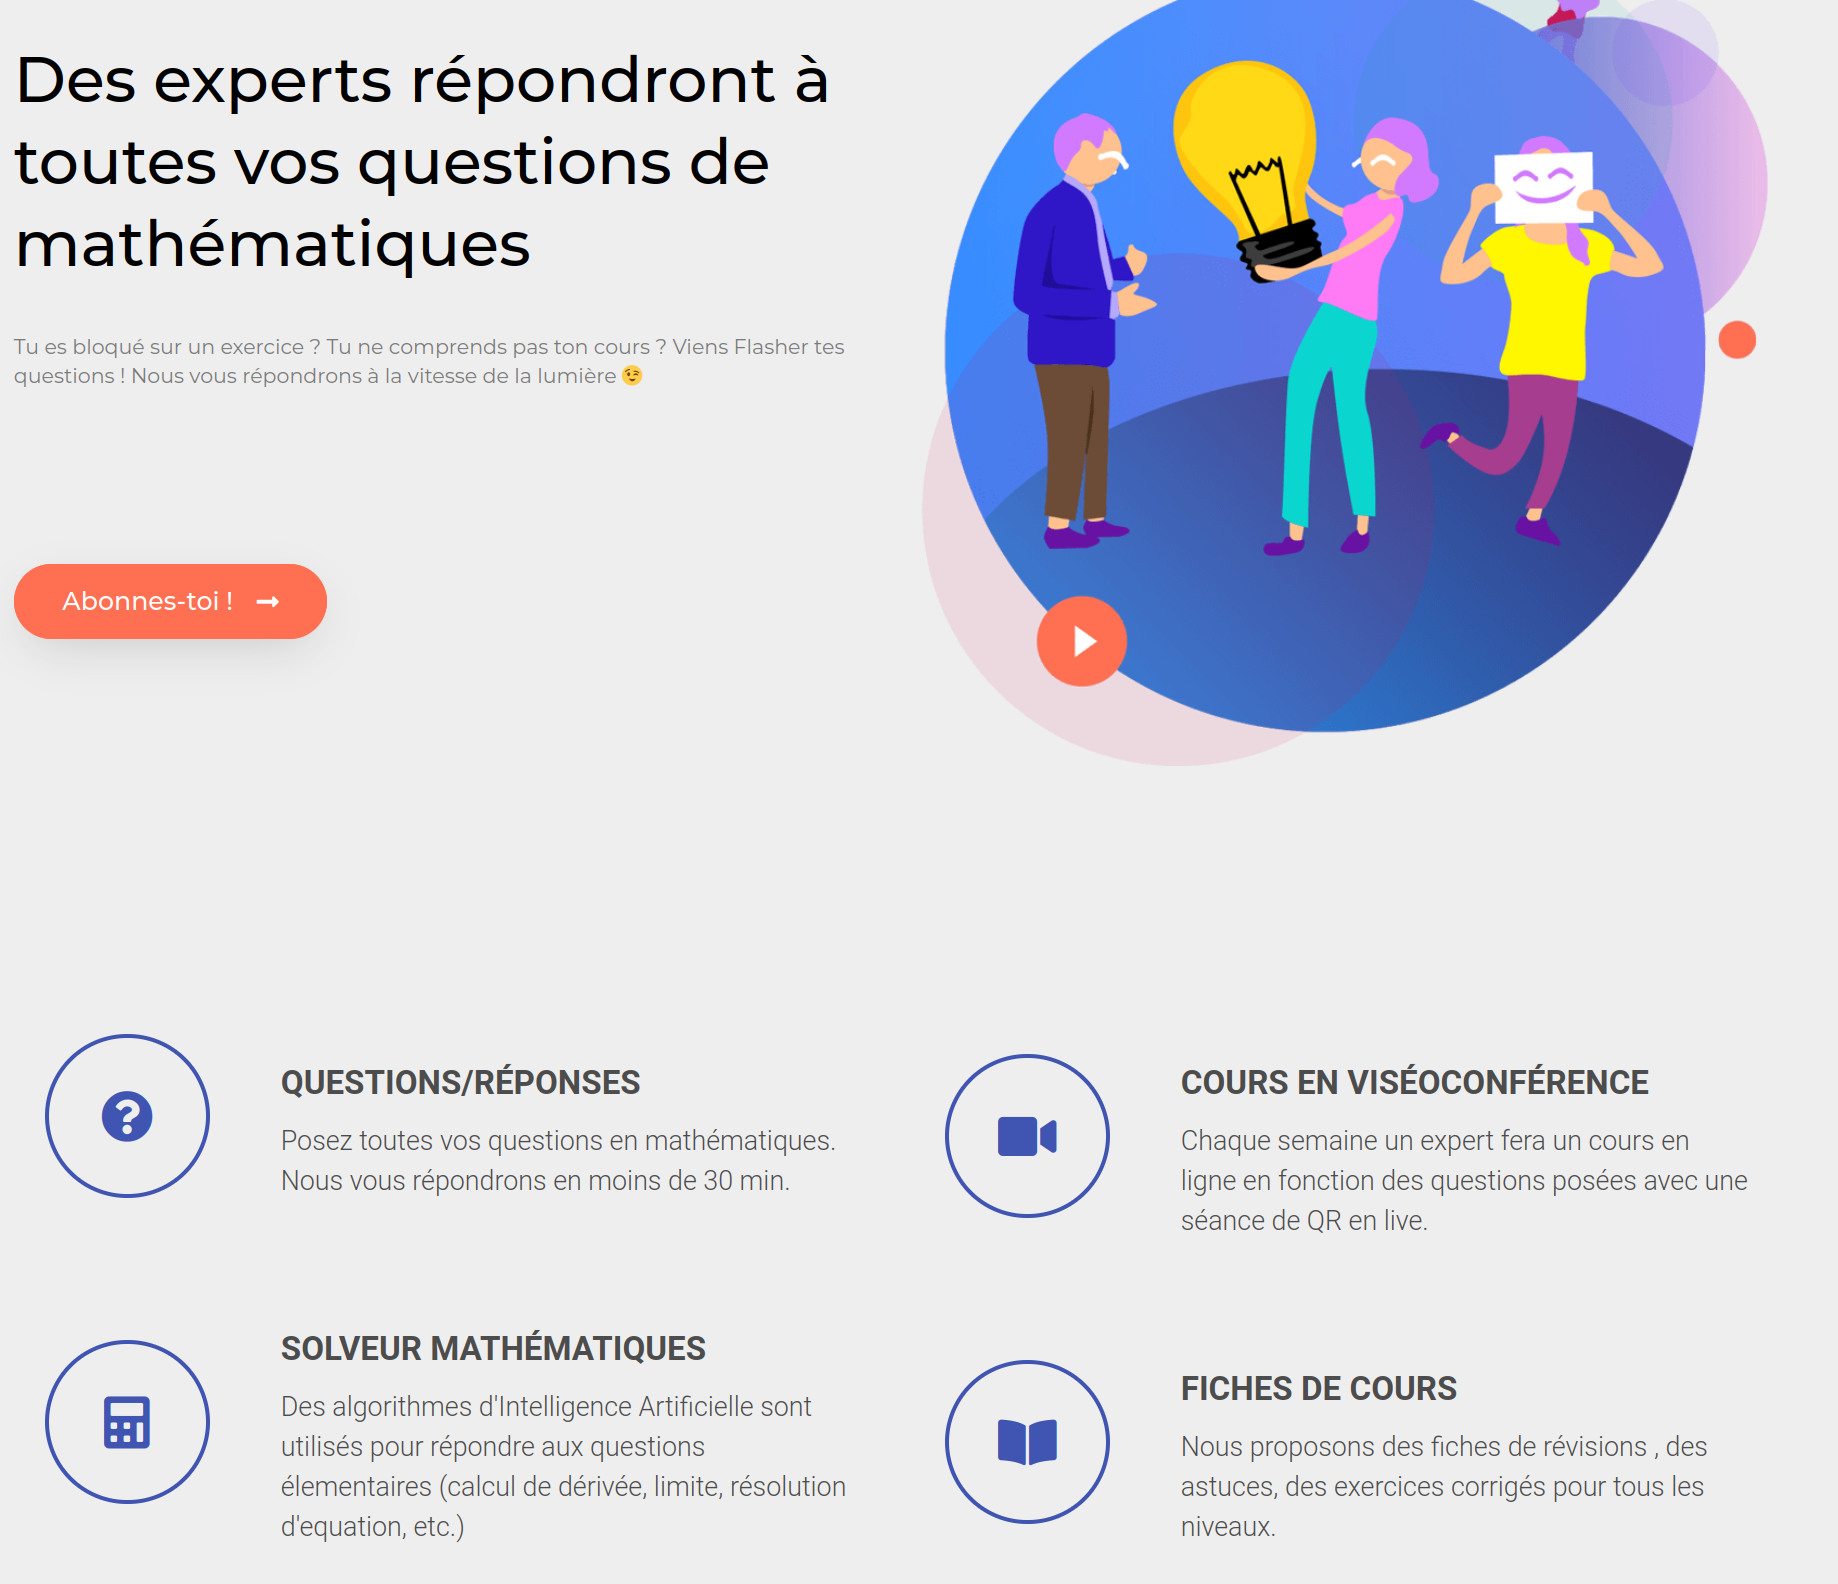 Des experts répondront à
toutes vos questions de
mathématiques
Tu es bloqué sur un exercice ? Tu ne comprends pas ton cours ? Viens Flasher tes
questions ! Nous vous répondrons à la vitesse de la lumière 😉
Abonnes-toi !
QUESTIONS/RÉPONSES
Posez toutes vos questions en mathématiques.
Nous vous répondrons en moins de 30 min.
COURS EN VISÉOCONFÉRENCE
Chaque semaine un expert fera un cours en
ligne en fonction des questions posées avec une
séance de QR en live.
SOLVEUR MATHÉMATIQUES
Des algorithmes d'Intelligence Artificielle sont
utilisés pour répondre aux questions
élementaires (calcul de dérivée, limite, résolution
d'equation, etc.)
FICHES DE COURS
Nous proposons des fiches de révisions , des
astuces, des exercices corrigés pour tous les
niveaux.